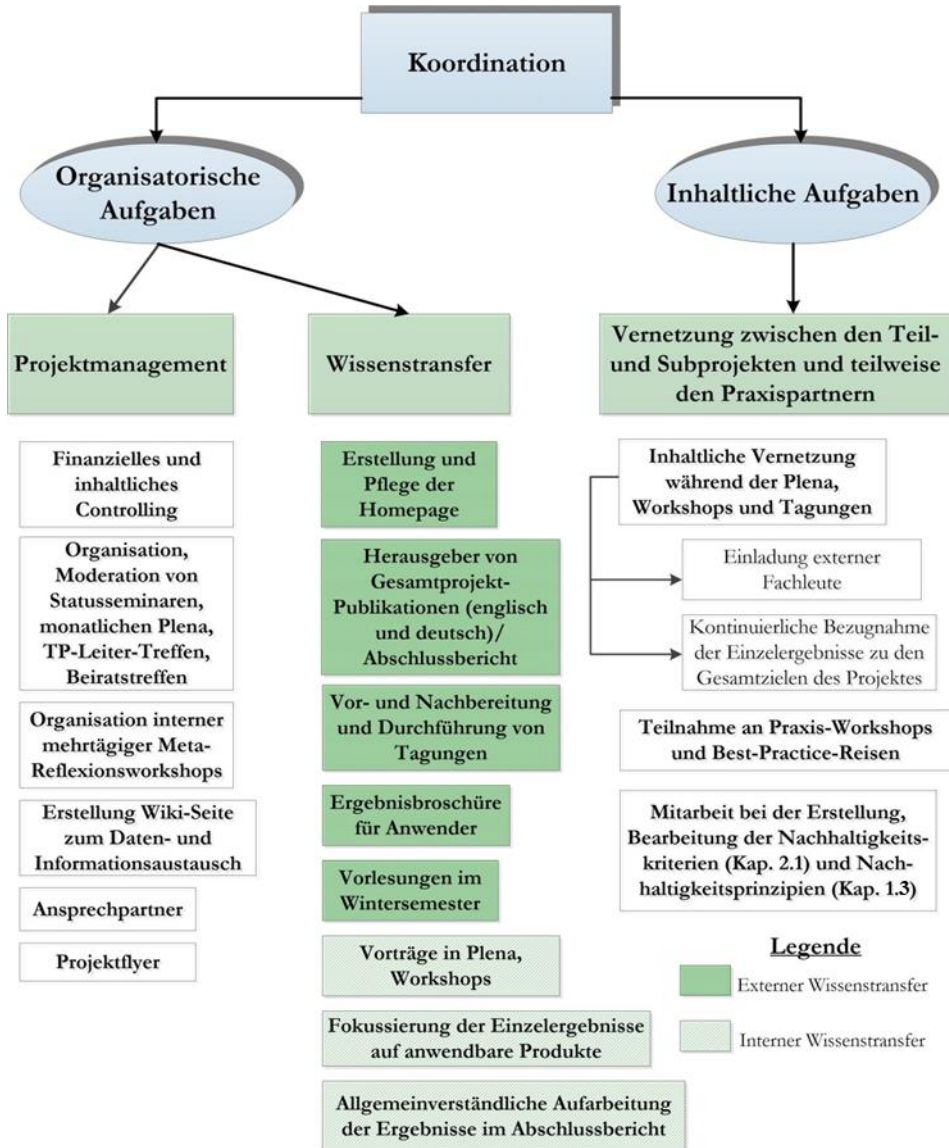 Koordination
Organisatorische
Aufgaben
Inhaltliche Aufgaben
Projektmanagement
Wissenstransfer
Vernetzung zwischen den Teil-
und Subprojekten und teilweise
den Praxispartnern
Finanzielles und
inhaltliches
Controlling
Organisation,
Moderation von
Statusseminaren,
monatlichen Plena,
TP-Leiter-Treffen,
Beiratstreffen
Organisation interner
mehrtägiger Meta-
Reflexionsworkshops
Erstellung Wiki-Seite
zum Daten- und
Informationsaustausch
Ansprechpartner
Projektflyer
Erstellung und
Pflege der
Homepage
Herausgeber von
Gesamtprojekt-
Publikationen (englisch
und deutsch)/
Abschlussbericht
Vor- und Nachbereitung
und Durchführung von
Tagungen
Ergebnisbroschüre
für Anwender
Vorlesungen im
Wintersemester
Vorträge in Plena,
Workshops
Fokussierung der Einzelergebnisse
auf anwendbare Produkte
Allgemeinverständliche Aufarbeitung
der Ergebnisse im Abschlussbericht
Inhaltliche Vernetzung
während der Plena,
Workshops und Tagungen
Einladung externer
Fachleute
Kontinuierliche Bezugnahme
der Einzelergebnisse zu den
Gesamtzielen des Projektes
Teilnahme an Praxis-Workshops
und Best-Practice-Reisen
Mitarbeit bei der Erstellung,
Bearbeitung der Nachhaltigkeits-
kriterien (Kap. 2.1) und Nach-
haltigkeitsprinzipien (Kap. 1.3)
Legende
Externer Wissenstransfer
Interner Wissenstransfer